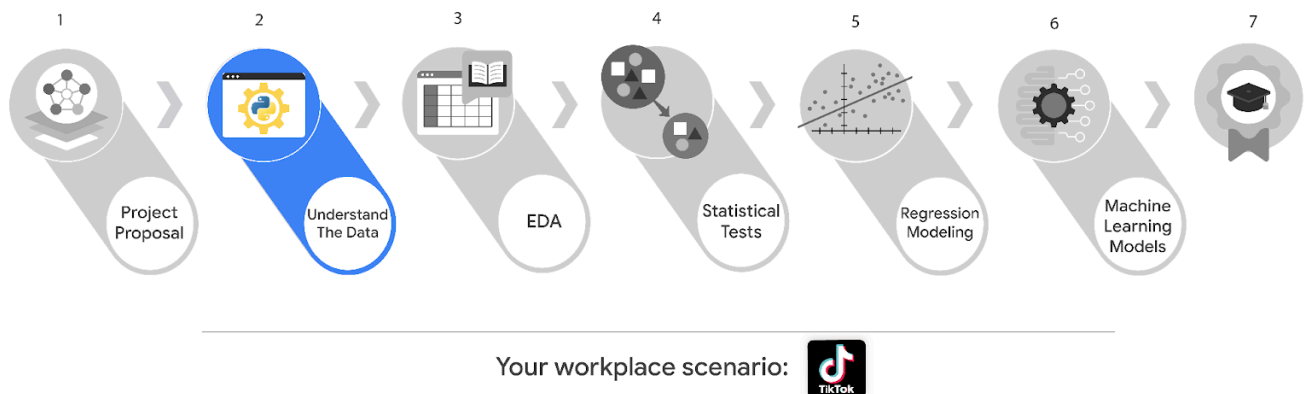 1
2
3
4
5
6
7
Project
Proposal
Understand
The Data
EDA
Statistical
Tests
Regression
Modeling
Machine
Learning
Models
Your workplace scenario:
TikTok